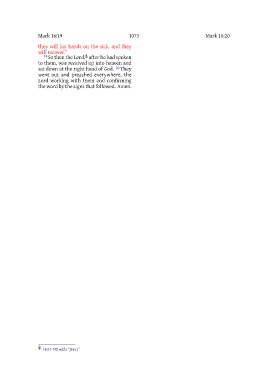 Mark 16:19 1073 Mark 16:20
they will lay hands on the sick, and they
will recover."
19 So then the Lord,§ after he had spoken
to them, was received up into heaven and
sat down at the right hand of God. 20 They
went out and preached everywhere, the
Lord working with them and confirming
the word by the signs that followed. Amen.
§ 16:19 NU adds "Jesus"